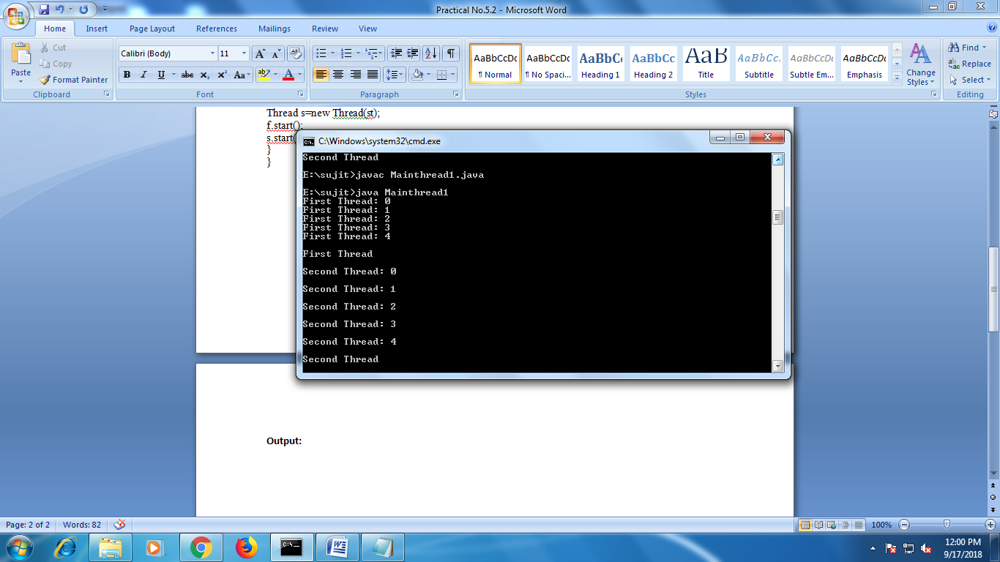 Practical No.5.2 - Microsoft Word
Home Insert Page Layout References Mailings Review View
Paste
Cut
Copy
Format Painter
Clipboard
Calibri (Body) 11
B I U abc x₂ x² Aa
ab A
Font
Paragraph
AaBbCcDc AaBbCcDc AaBbCc AaBbCc AaB AaBbCc. AaBbCcDc AaBbCcDc
¶ Normal ¶ No Spaci... Heading 1 Heading 2 Title Subtitle Subtle Em... Emphasis
Change
Styles
Styles
Find
Replace
Select
Editing
Thread s=new Thread(st);
f.start();
s.start(
}
}
C:\Windows\system32\cmd.exe
Second Thread
E:\sujit>javac Mainthread1.java
E:\sujit>java Mainthread1
First Thread: 0
First Thread: 1
First Thread: 2
First Thread: 3
First Thread: 4
First Thread
Second Thread: 0
Second Thread: 1
Second Thread: 2
Second Thread: 3
Second Thread: 4
Second Thread
Output:
Page: 2 of 2 Words: 82 100%
12:00 PM
9/17/2018